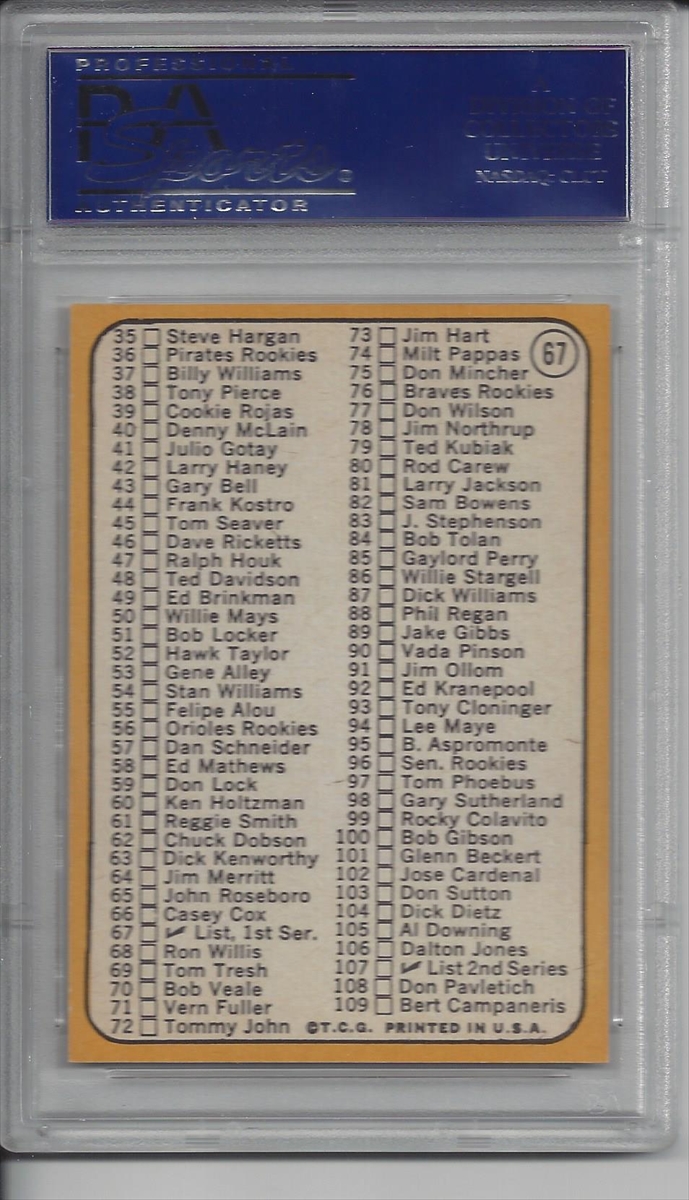 PROFESSIONAL
PSA
Sports®
AUTHENTICATOR
A
DIVISION OF
COLLECTORS
UNIVERSE
NASDAQ: CLCT
67
35 Steve Hargan
36 Pirates Rookies
37 Billy Williams
38 Tony Pierce
39 Cookie Rojas
40 Denny McLain
41 Julio Gotay
42 Larry Haney
43 Gary Bell
44 Frank Kostro
45 Tom Seaver
46 Dave Ricketts
47 Ralph Houk
48 Ted Davidson
49 Ed Brinkman
50 Willie Mays
51 Bob Locker
52 Hawk Taylor
53 Gene Alley
54 Stan Williams
55 Felipe Alou
56 Orioles Rookies
57 Dan Schneider
58 Ed Mathews
59 Don Lock
60 Ken Holtzman
61 Reggie Smith
62 Chuck Dobson
63 Dick Kenworthy
64 Jim Merritt
65 John Roseboro
66 Casey Cox
67 ✓ List, 1st Ser.
68 Ron Willis
69 Tom Tresh
70 Bob Veale
71 Vern Fuller
72 Tommy John
73 Jim Hart
74 Milt Pappas
75 Don Mincher
76 Braves Rookies
77 Don Wilson
78 Jim Northrup
79 Ted Kubiak
80 Rod Carew
81 Larry Jackson
82 Sam Bowens
83 J. Stephenson
84 Bob Tolan
85 Gaylord Perry
86 Willie Stargell
87 Dick Williams
88 Phil Regan
89 Jake Gibbs
90 Vada Pinson
91 Jim Ollom
92 Ed Kranepool
93 Tony Cloninger
94 Lee Maye
95 B. Aspromonte
96 Sen. Rookies
97 Tom Phoebus
98 Gary Sutherland
99 Rocky Colavito
100 Bob Gibson
101 Glenn Beckert
102 Jose Cardenal
103 Don Sutton
104 Dick Dietz
105 Al Downing
106 Dalton Jones
107 ✓ List 2nd Series
108 Don Pavletich
109 Bert Campaneris
©T.C.G. PRINTED IN U.S.A.